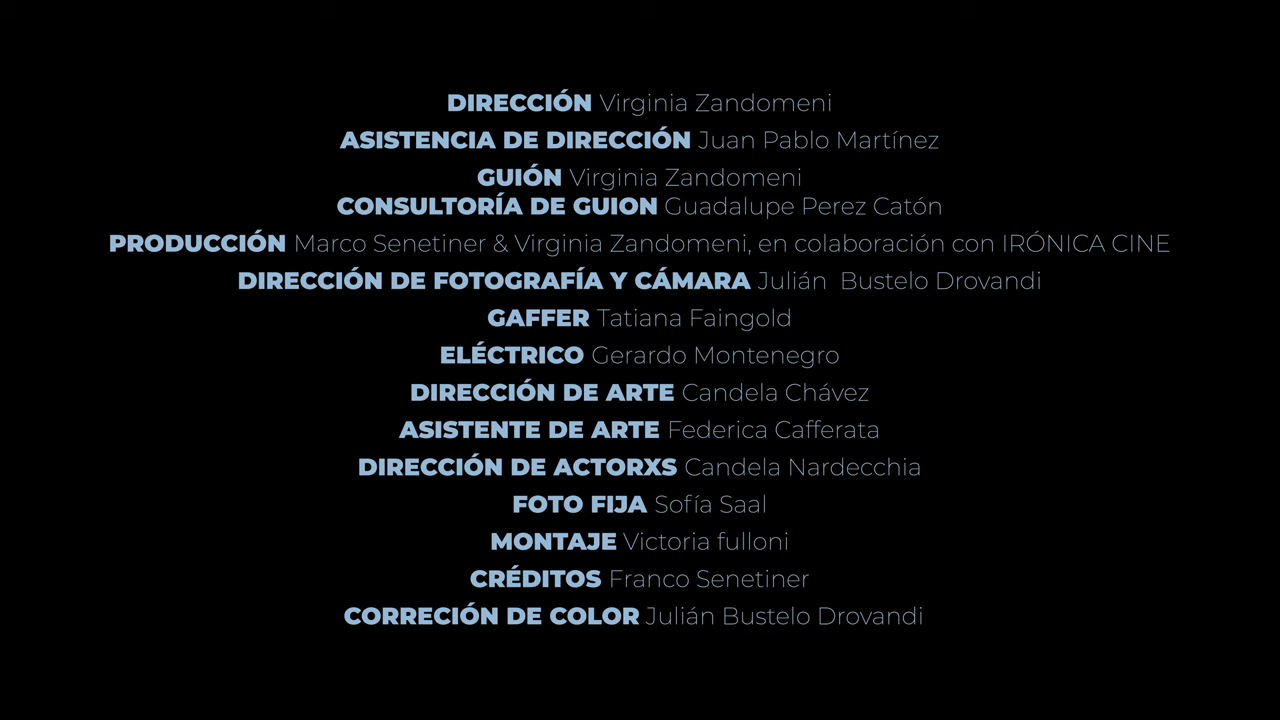 DIRECCIÓN Virginia Zandomeni
ASISTENCIA DE DIRECCIÓN Juan Pablo Martínez
GUIÓN Virginia Zandomeni
CONSULTORÍA DE GUION Guadalupe Perez Catón
PRODUCCIÓN Marco Senetiner & Virginia Zandomeni, en colaboración con IRÓNICA CINE
DIRECCIÓN DE FOTOGRAFÍA Y CÁMARA Julián  Bustelo Drovandi
GAFFER Tatiana Faingold
ELÉCTRICO Gerardo Montenegro
DIRECCIÓN DE ARTE Candela Chávez
ASISTENTE DE ARTE Federica Cafferata
DIRECCIÓN DE ACTORXS Candela Nardecchia
FOTO FIJA Sofía Saal
MONTAJE Victoria fulloni
CRÉDITOS Franco Senetiner
CORRECIÓN DE COLOR Julián Bustelo Drovandi